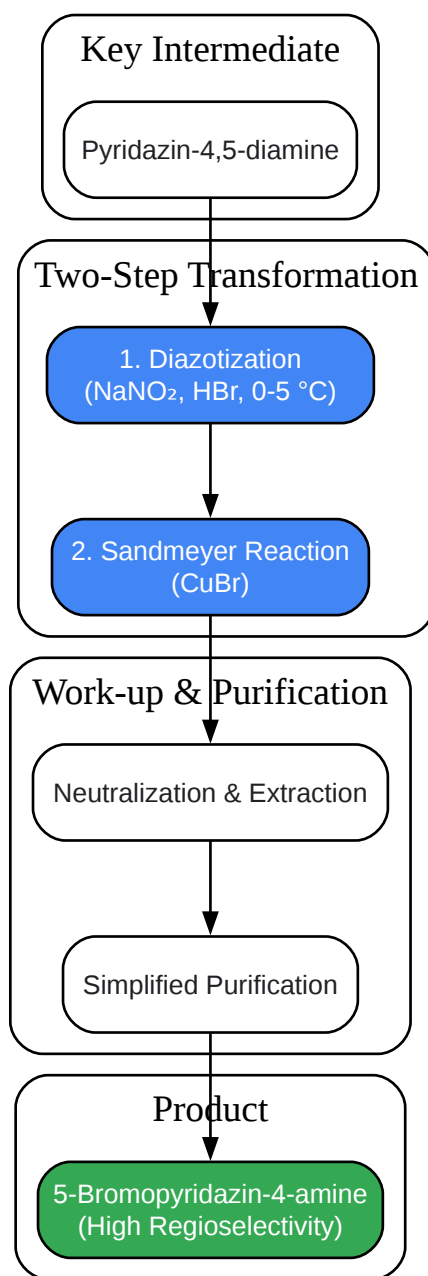 Key Intermediate
Pyridazin-4,5-diamine
Two-Step Transformation
1. Diazotization
(NaNO₂, HBr, 0-5 °C)
2. Sandmeyer Reaction
(CuBr)
Work-up & Purification
Neutralization & Extraction
Simplified Purification
Product
5-Bromopyridazin-4-amine
(High Regioselectivity)